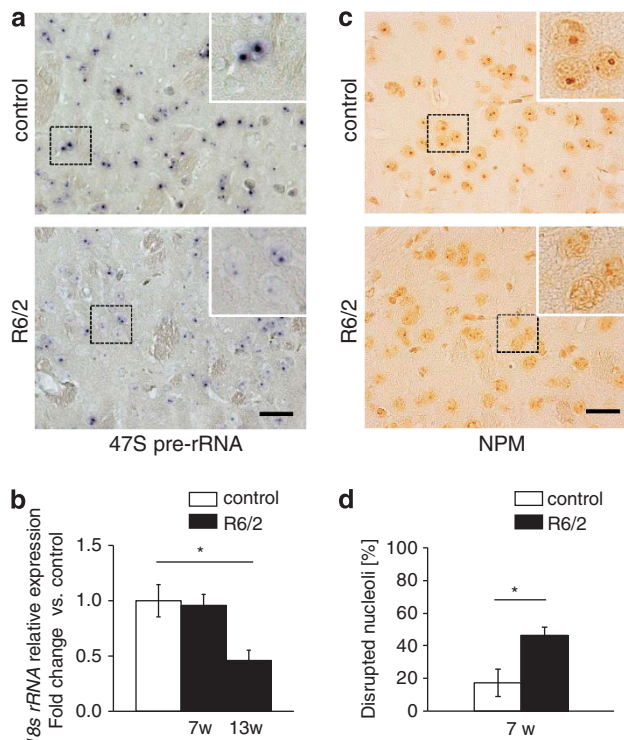 a
control
R6/2
47S pre-rRNA
c
control
R6/2
NPM
b
control
R6/2
18s rRNA relative expression
Fold change vs. control
1.5
1.0
0.5
0.0
*
7w 13w
d
control
R6/2
Disrupted nucleoli [%]
100
80
60
40
20
0
*
7 w